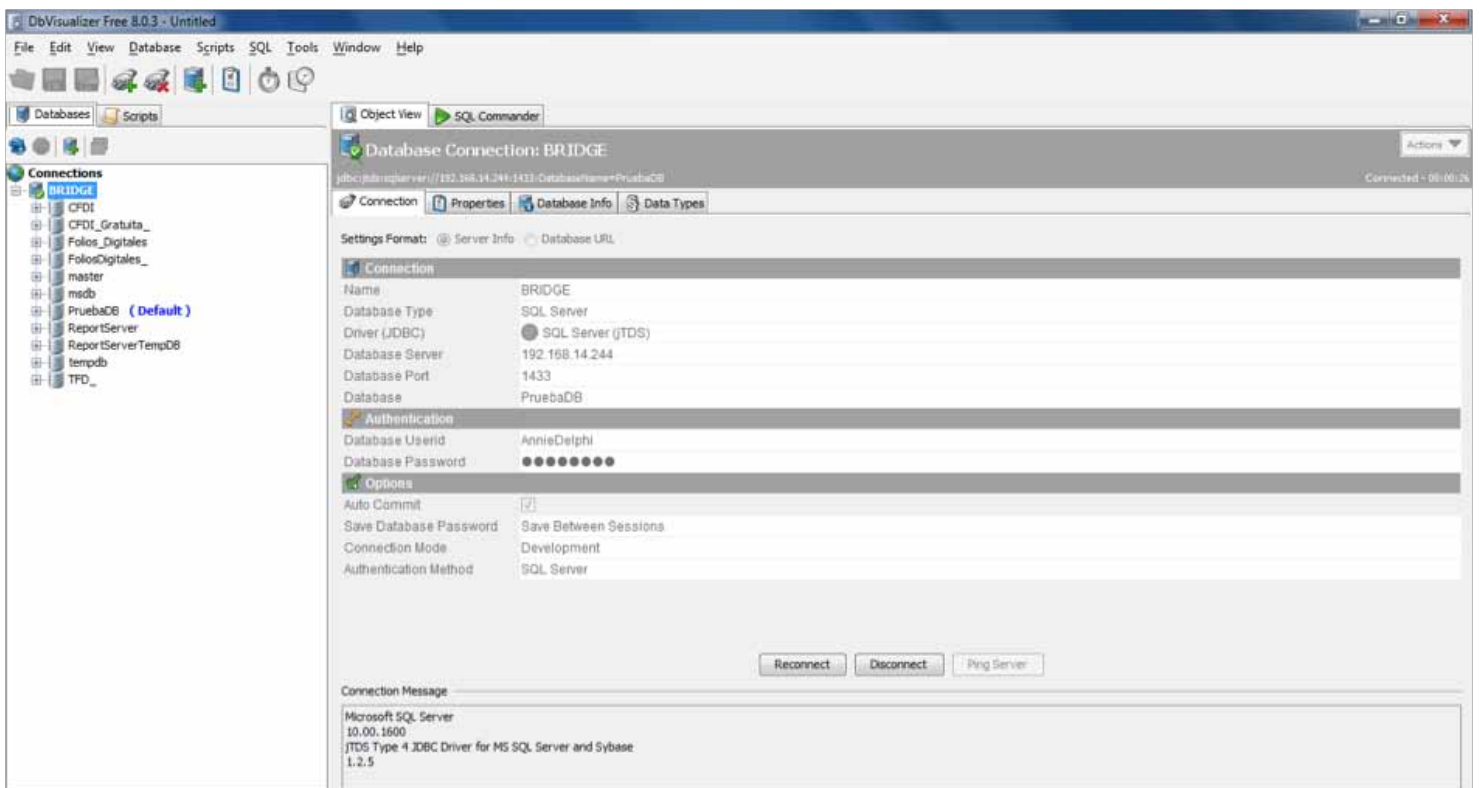 DbVisualizer Free 8.0.3 - Untitled
File Edit View Database Scripts SQL Tools Window Help
Databases Scripts
Object View SQL Commander
Database Connection: BRIDGE
Actions
Connected - 00:00:26
Connections
BRIDGE
CFDI
CFDI_Gratuita_
Folios_Digitales
FoliosDigitales_
master
msdb
PruebaDB (Default)
ReportServer
ReportServerTempDB
tempdb
TFD_
Connection Properties Database Info Data Types
Settings Format: Server Info Database URL
Connection
Name BRIDGE
Database Type SQL Server
Driver (JDBC) SQL Server (jTDS)
Database Server 192.168.14.244
Database Port 1433
Database PruebaDB
Authentication
Database Userid AnnieDelphi
Database Password ●●●●●●●●
Options
Auto Commit
Save Database Password Save Between Sessions
Connection Mode Development
Authentication Method SQL Server
Reconnect Disconnect Ping Server
Connection Message
Microsoft SQL Server
10.00.1600
jTDS Type 4 JDBC Driver for MS SQL Server and Sybase
1.2.5